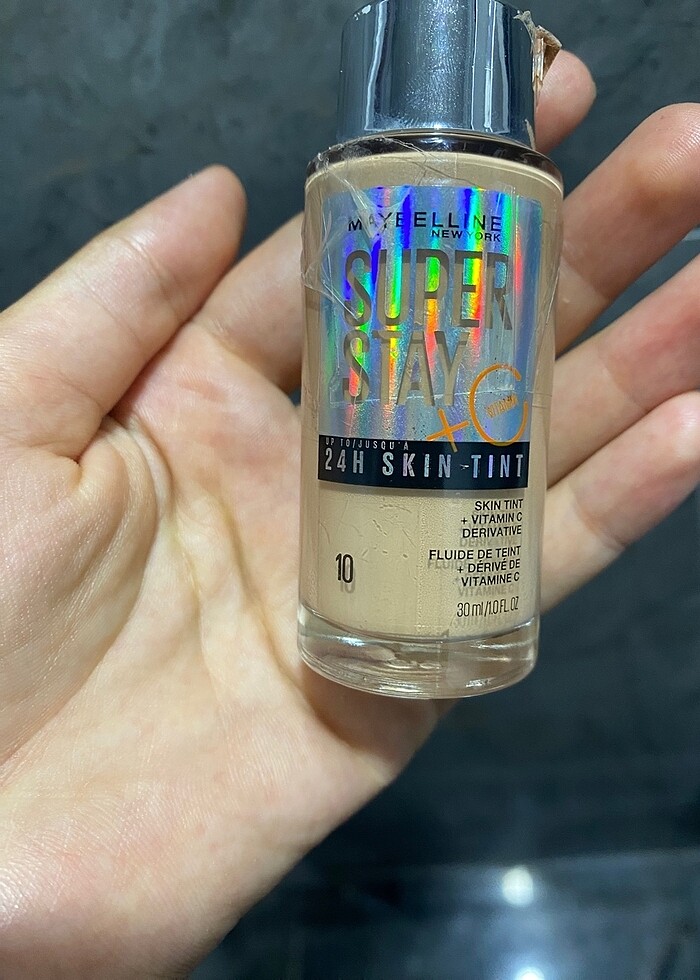 MAYBELLINE
NEW YORK
SUPER
STAY
+C
VITAMIN
UP TO/JUSQU'À
24H SKIN TINT
SKIN TINT
+ VITAMIN C
DERIVATIVE
FLUIDE DE TEINT
+ DÉRIVÉ DE
VITAMINE C
10
30 ml/1.0 FL. OZ